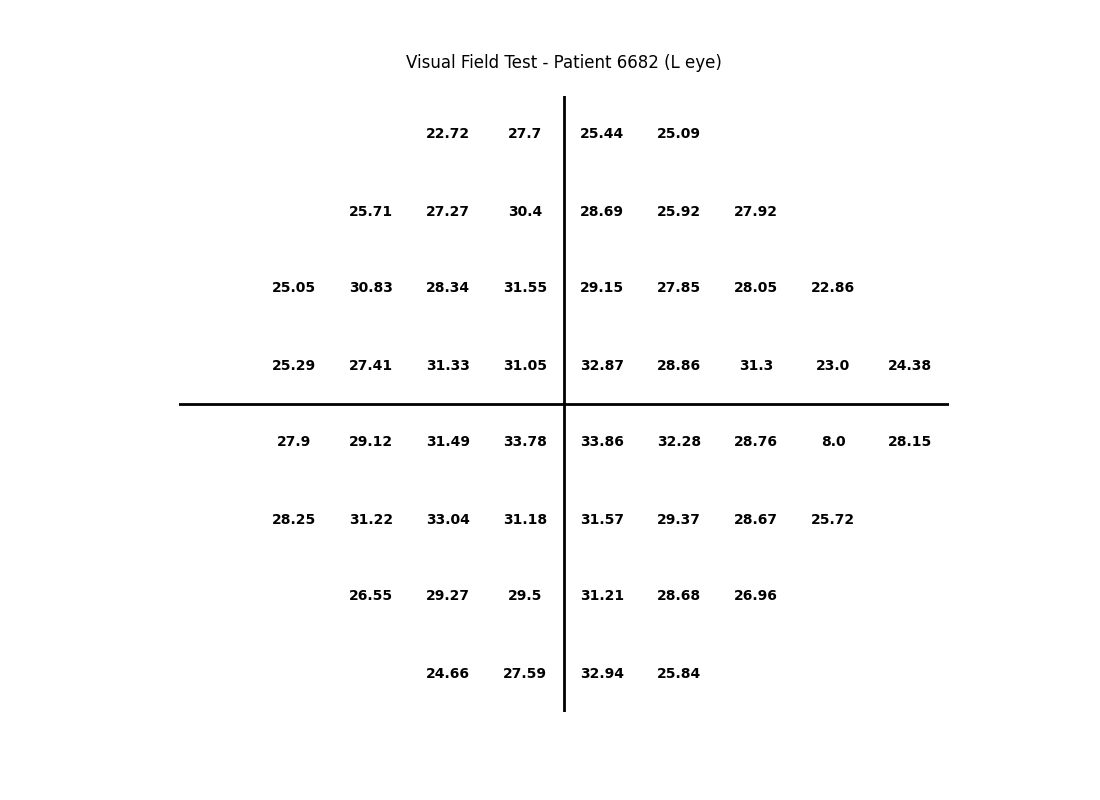 Visual Field Test - Patient 6682 (L eye)
22.72 27.7 25.44 25.09
25.71 27.27 30.4 28.69 25.92 27.92
25.05 30.83 28.34 31.55 29.15 27.85 28.05 22.86
25.29 27.41 31.33 31.05 32.87 28.86 31.3 23.0 24.38
27.9 29.12 31.49 33.78 33.86 32.28 28.76 8.0 28.15
28.25 31.22 33.04 31.18 31.57 29.37 28.67 25.72
26.55 29.27 29.5 31.21 28.68 26.96
24.66 27.59 32.94 25.84